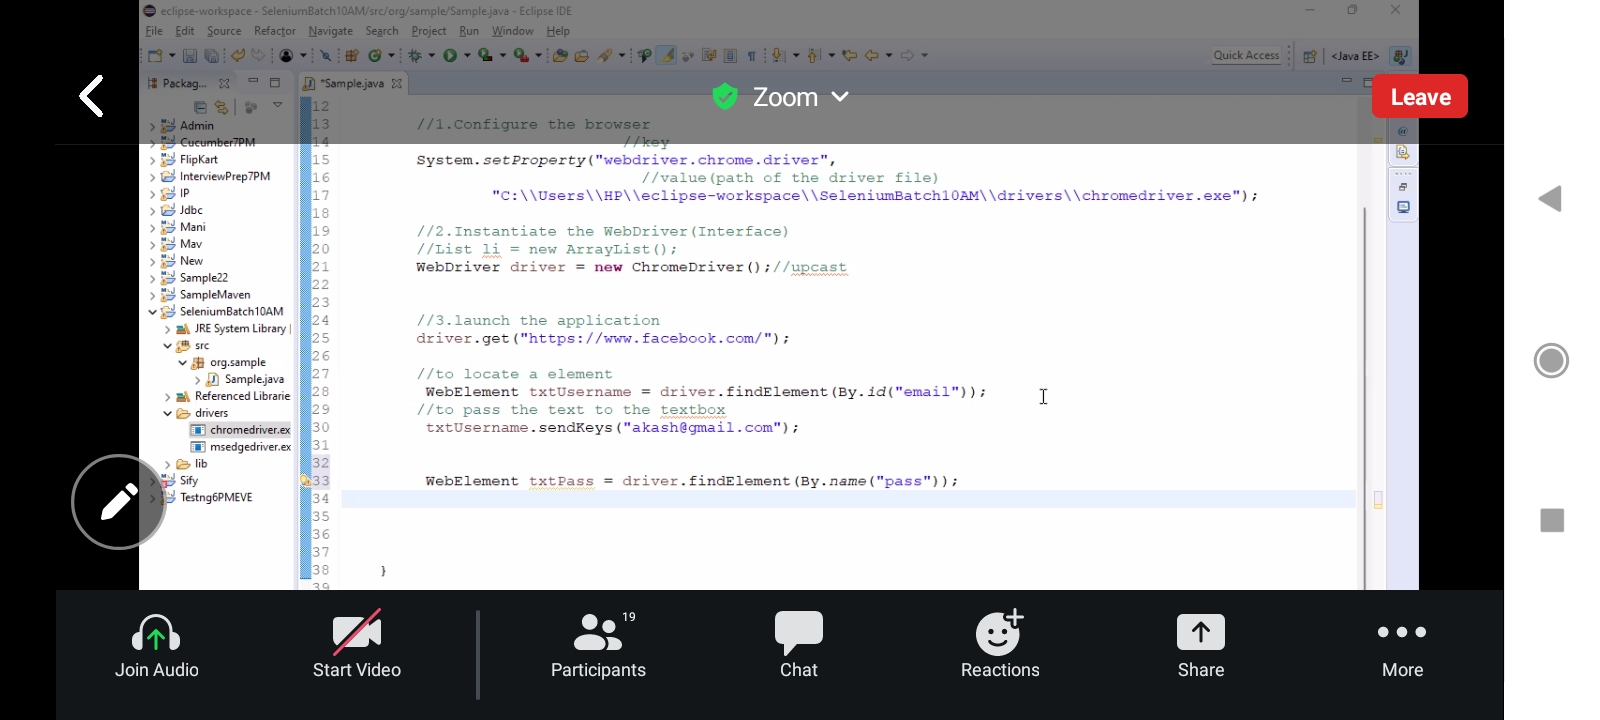 eclipse-workspace - SeleniumBatch10AM/src/org/sample/Sample.java - Eclipse IDE
File Edit Source Refactor Navigate Search Project Run Window Help
Quick Access <Java EE>
Packag... *Sample.java
Zoom
Leave
Admin
Cucumber7PM
FlipKart
InterviewPrep7PM
IP
Jdbc
Mani
Mav
New
Sample22
SampleMaven
SeleniumBatch10AM
JRE System Library
src
org.sample
Sample.java
Referenced Librarie
drivers
chromedriver.ex
msedgedriver.ex
lib
Sify
Testng6PMEVE
12
13 //1.Configure the browser
14 //key
15 System.setProperty("webdriver.chrome.driver",
16 //value(path of the driver file)
17 "C:\\Users\\HP\\eclipse-workspace\\SeleniumBatch10AM\\drivers\\chromedriver.exe");
18
19 //2.Instantiate the WebDriver(Interface)
20 //List li = new ArrayList();
21 WebDriver driver = new ChromeDriver();//upcast
22
23
24 //3.launch the application
25 driver.get("https://www.facebook.com/");
26
27 //to locate a element
28 WebElement txtUsername = driver.findElement(By.id("email"));
29 //to pass the text to the textbox
30 txtUsername.sendKeys("akash@gmail.com");
31
32
33 WebElement txtPass = driver.findElement(By.name("pass"));
34
35
36
37
38 }
39
Join Audio
Start Video
19
Participants
Chat
Reactions
Share
More